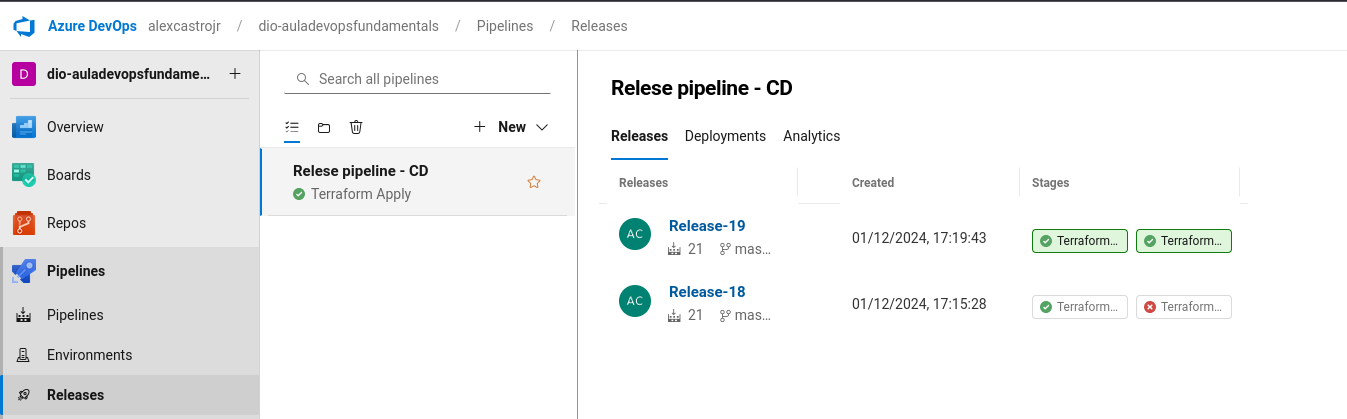 Azure DevOps alexcastrojr / dio-auladevopsfundamentals / Pipelines / Releases
D dio-auladevopsfundame... +
Overview
Boards
Repos
Pipelines
Pipelines
Environments
Releases
Search all pipelines
+ New
Relese pipeline - CD
Terraform Apply
Relese pipeline - CD
Releases Deployments Analytics
Releases Created Stages
AC Release-19 01/12/2024, 17:19:43 Terraform... Terraform...
21 mas...
AC Release-18 01/12/2024, 17:15:28 Terraform... Terraform...
21 mas...